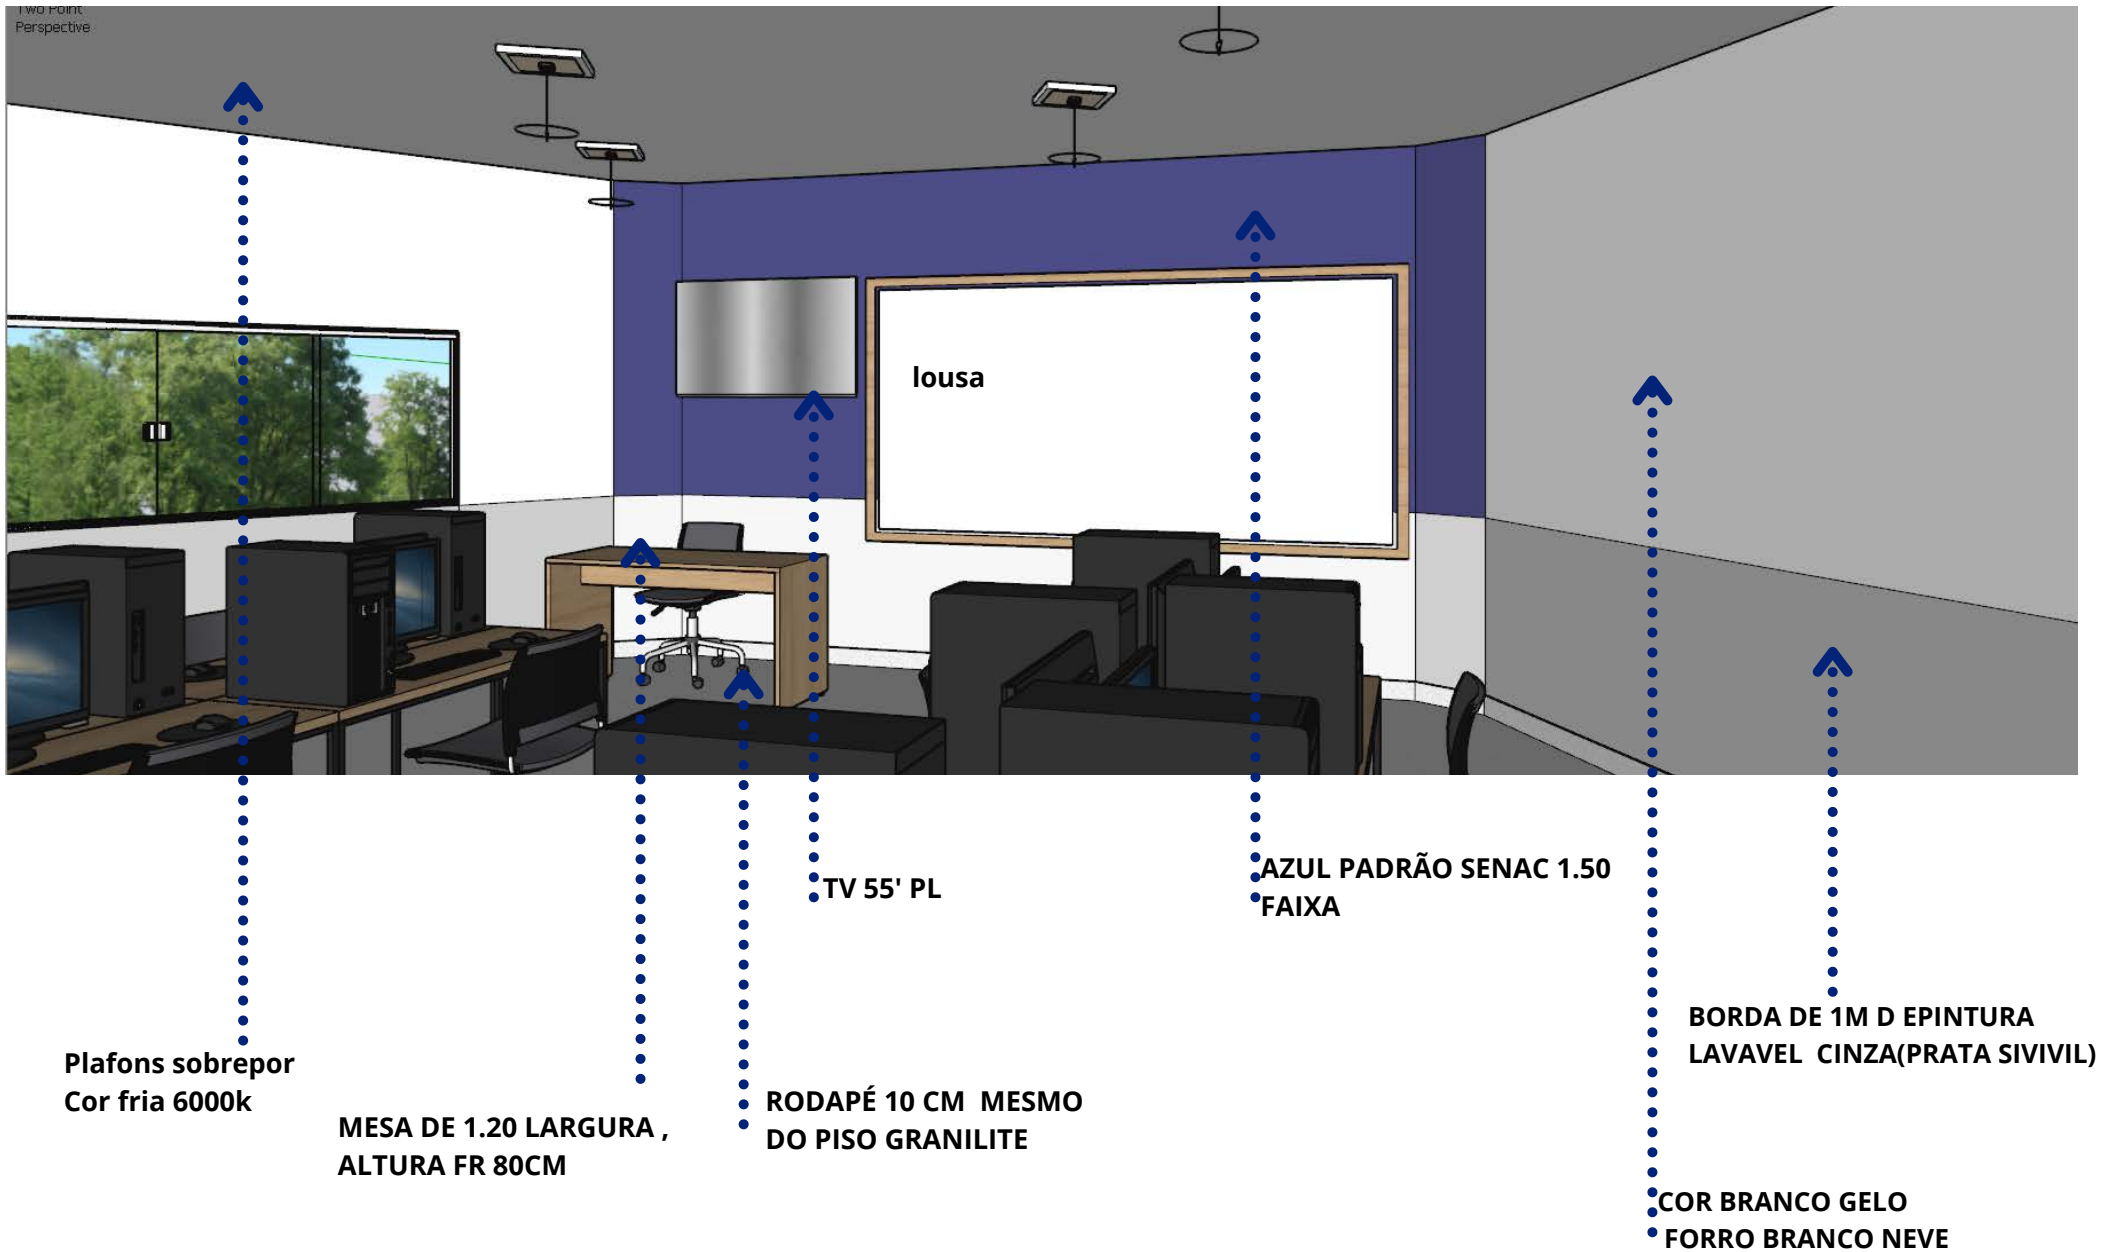 Two Point
Perspective
lousa
TV 55' PL
AZUL PADRÃO SENAC 1.50
FAIXA
Plafons sobrepor
Cor fria 6000k
MESA DE 1.20 LARGURA ,
ALTURA FR 80CM
RODAPÉ 10 CM MESMO
DO PISO GRANILITE
BORDA DE 1M D EPINTURA
LAVAVEL CINZA(PRATA SIVIVIL)
COR BRANCO GELO
FORRO BRANCO NEVE